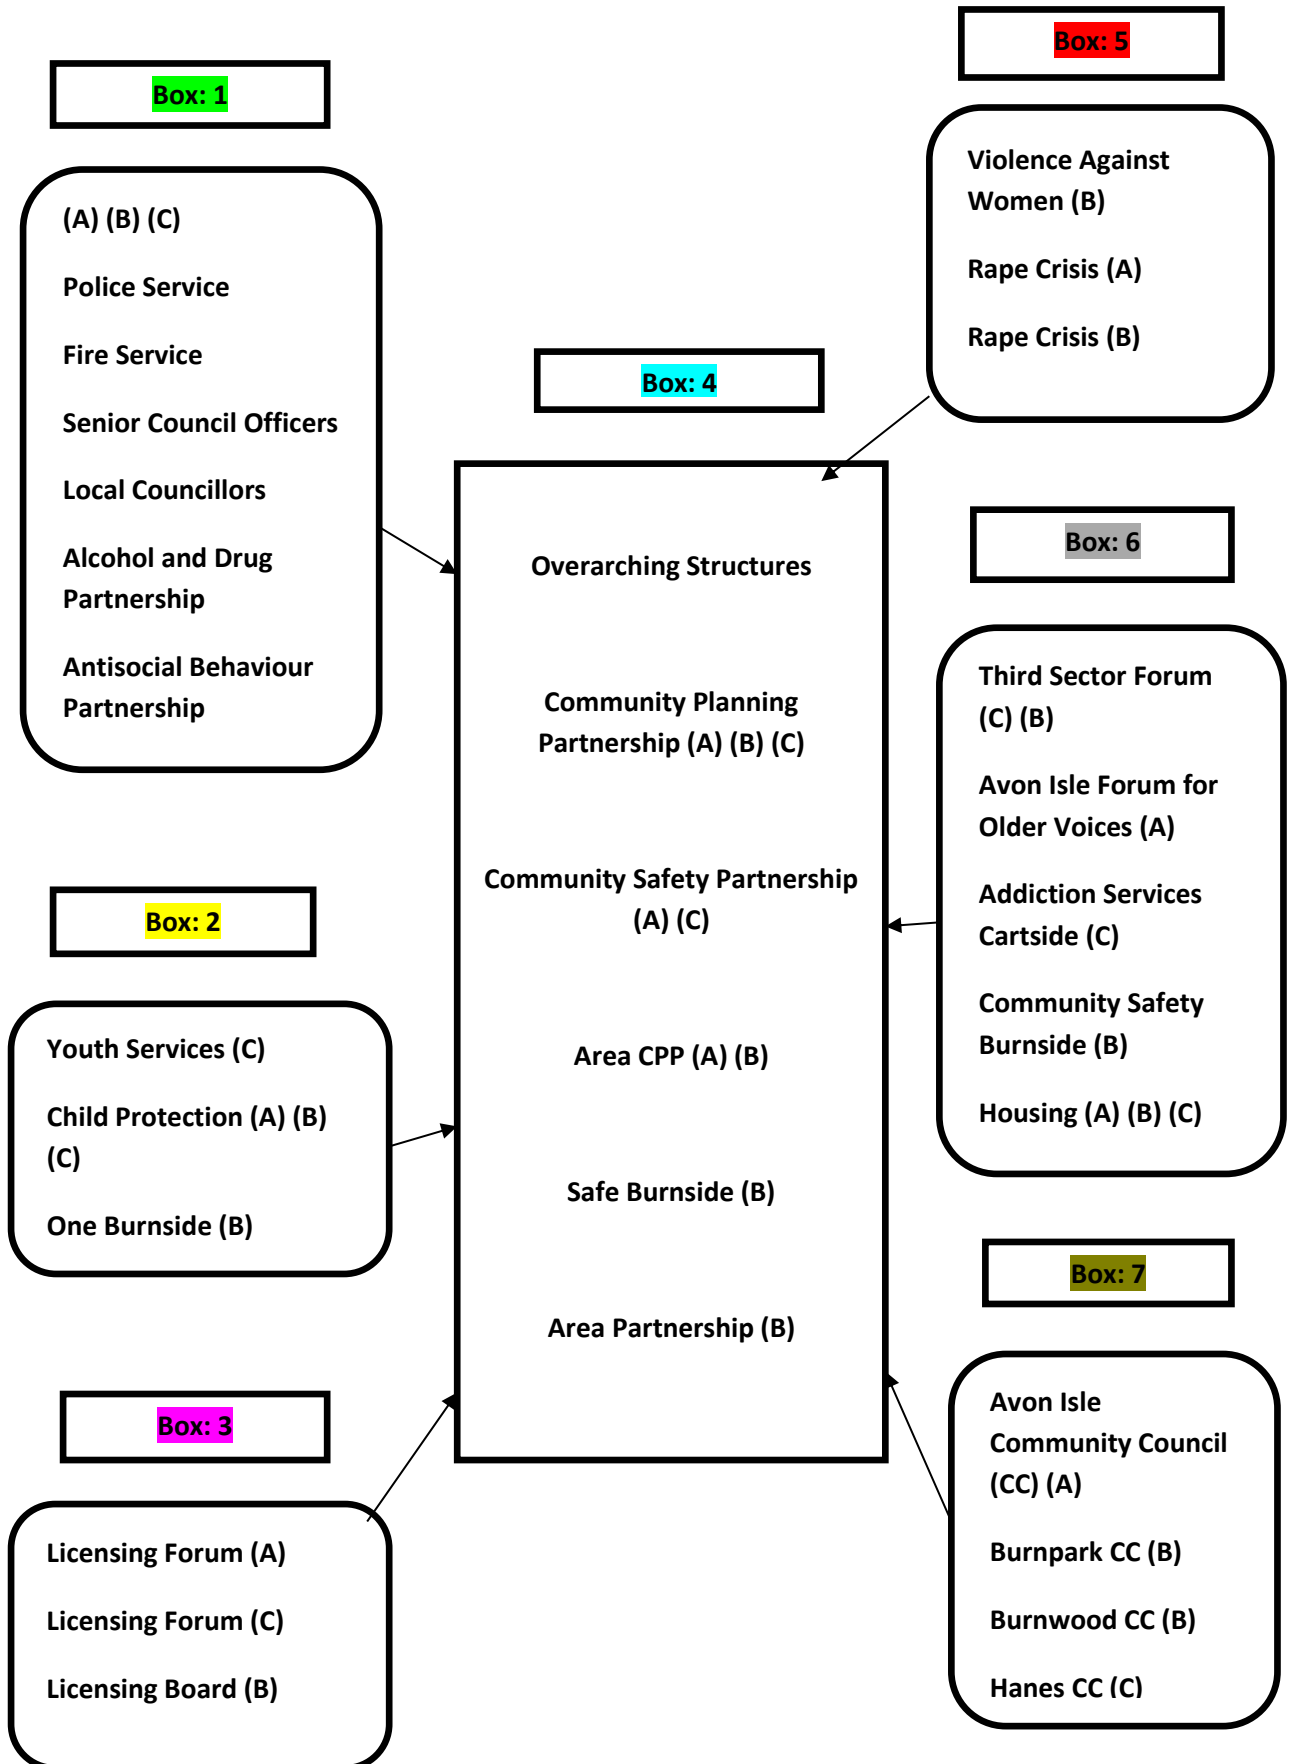 Box: 1
(A) (B) (C)
Police Service
Fire Service
Senior Council Officers
Local Councillors
Alcohol and Drug
Partnership
Antisocial Behaviour
Partnership
Box: 2
Youth Services (C)
Child Protection (A) (B)
(C)
One Burnside (B)
Box: 3
Licensing Forum (A)
Licensing Forum (C)
Licensing Board (B)
Box: 4
Overarching Structures
Community Planning
Partnership (A) (B) (C)
Community Safety Partnership
(A) (C)
Area CPP (A) (B)
Safe Burnside (B)
Area Partnership (B)
Box: 5
Violence Against
Women (B)
Rape Crisis (A)
Rape Crisis (B)
Box: 6
Third Sector Forum
(C) (B)
Avon Isle Forum for
Older Voices (A)
Addiction Services
Cartside (C)
Community Safety
Burnside (B)
Housing (A) (B) (C)
Box: 7
Avon Isle
Community Council
(CC) (A)
Burnpark CC (B)
Burnwood CC (B)
Hanes CC (C)